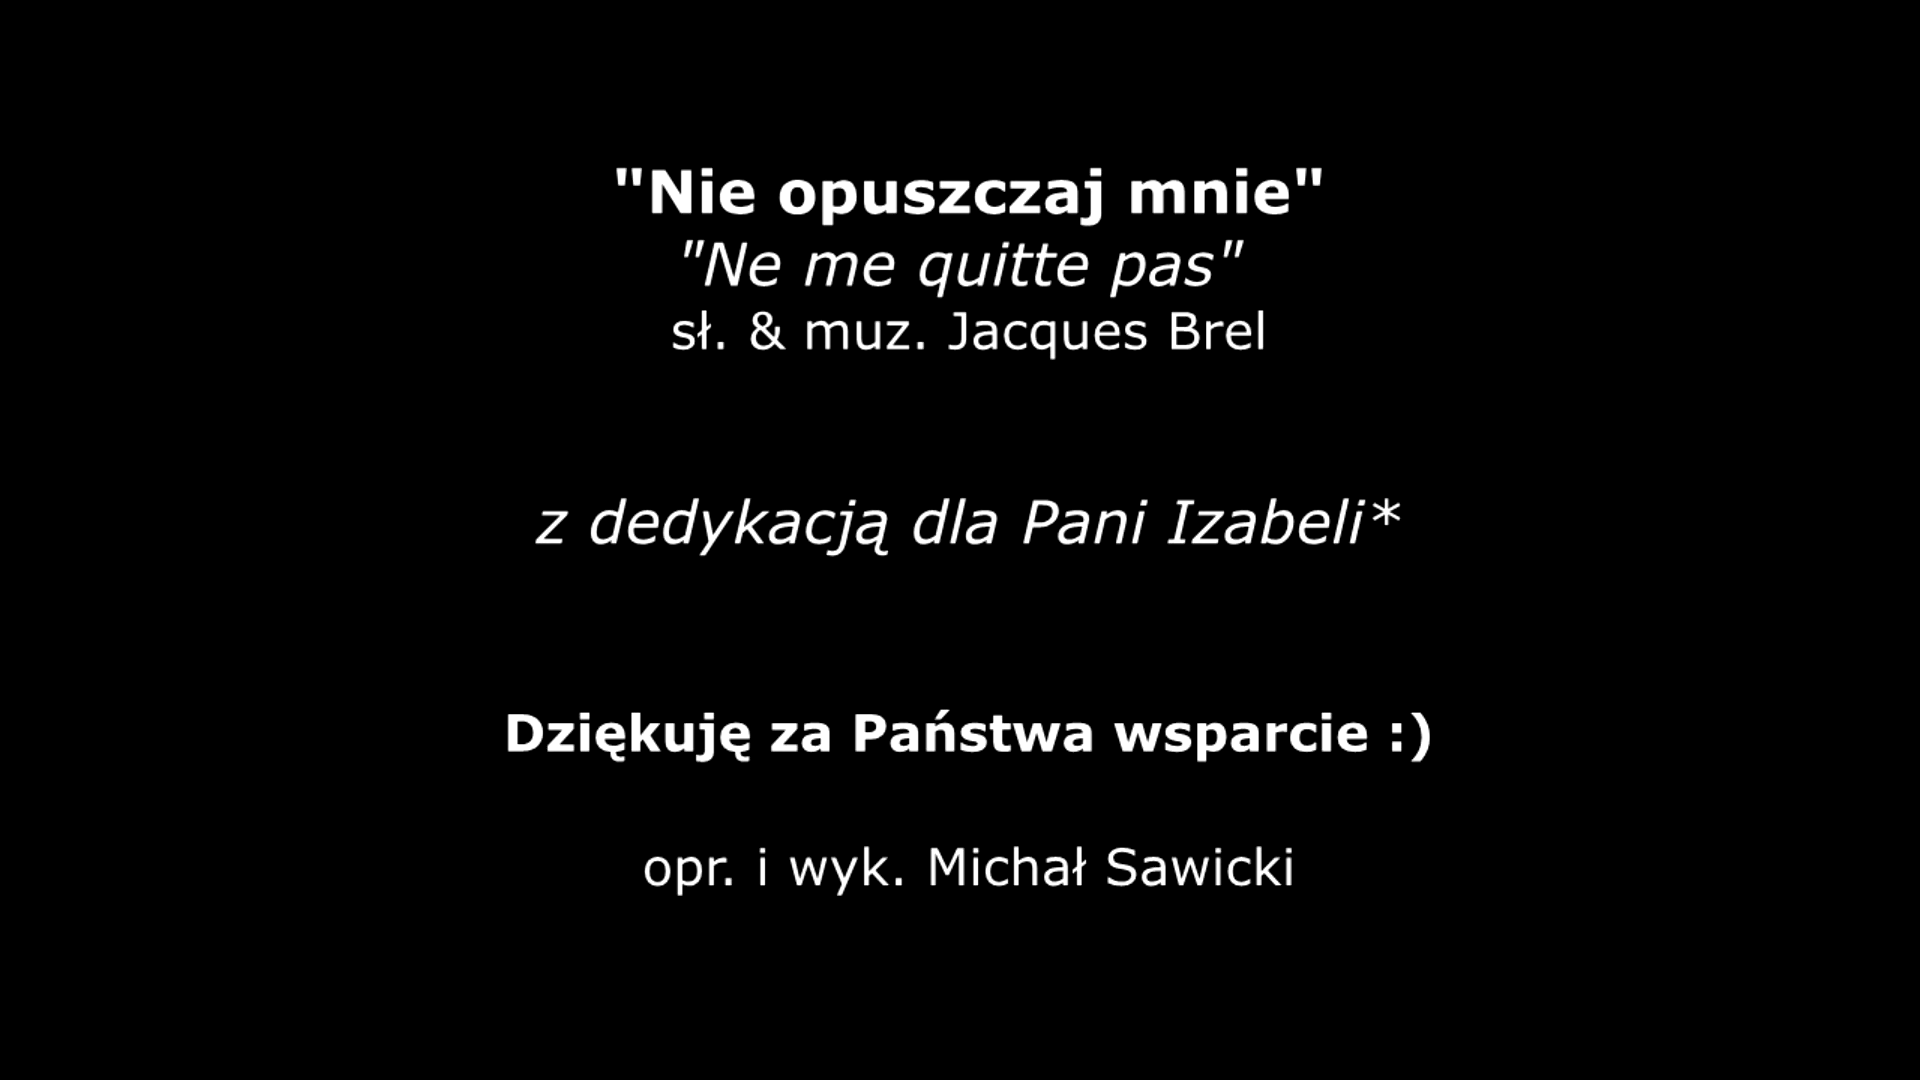 "Nie opuszczaj mnie"
"Ne me quitte pas"
sł. & muz. Jacques Brel
z dedykacją dla Pani Izabeli*
Dziękuję za Państwa wsparcie :)
opr. i wyk. Michał Sawicki